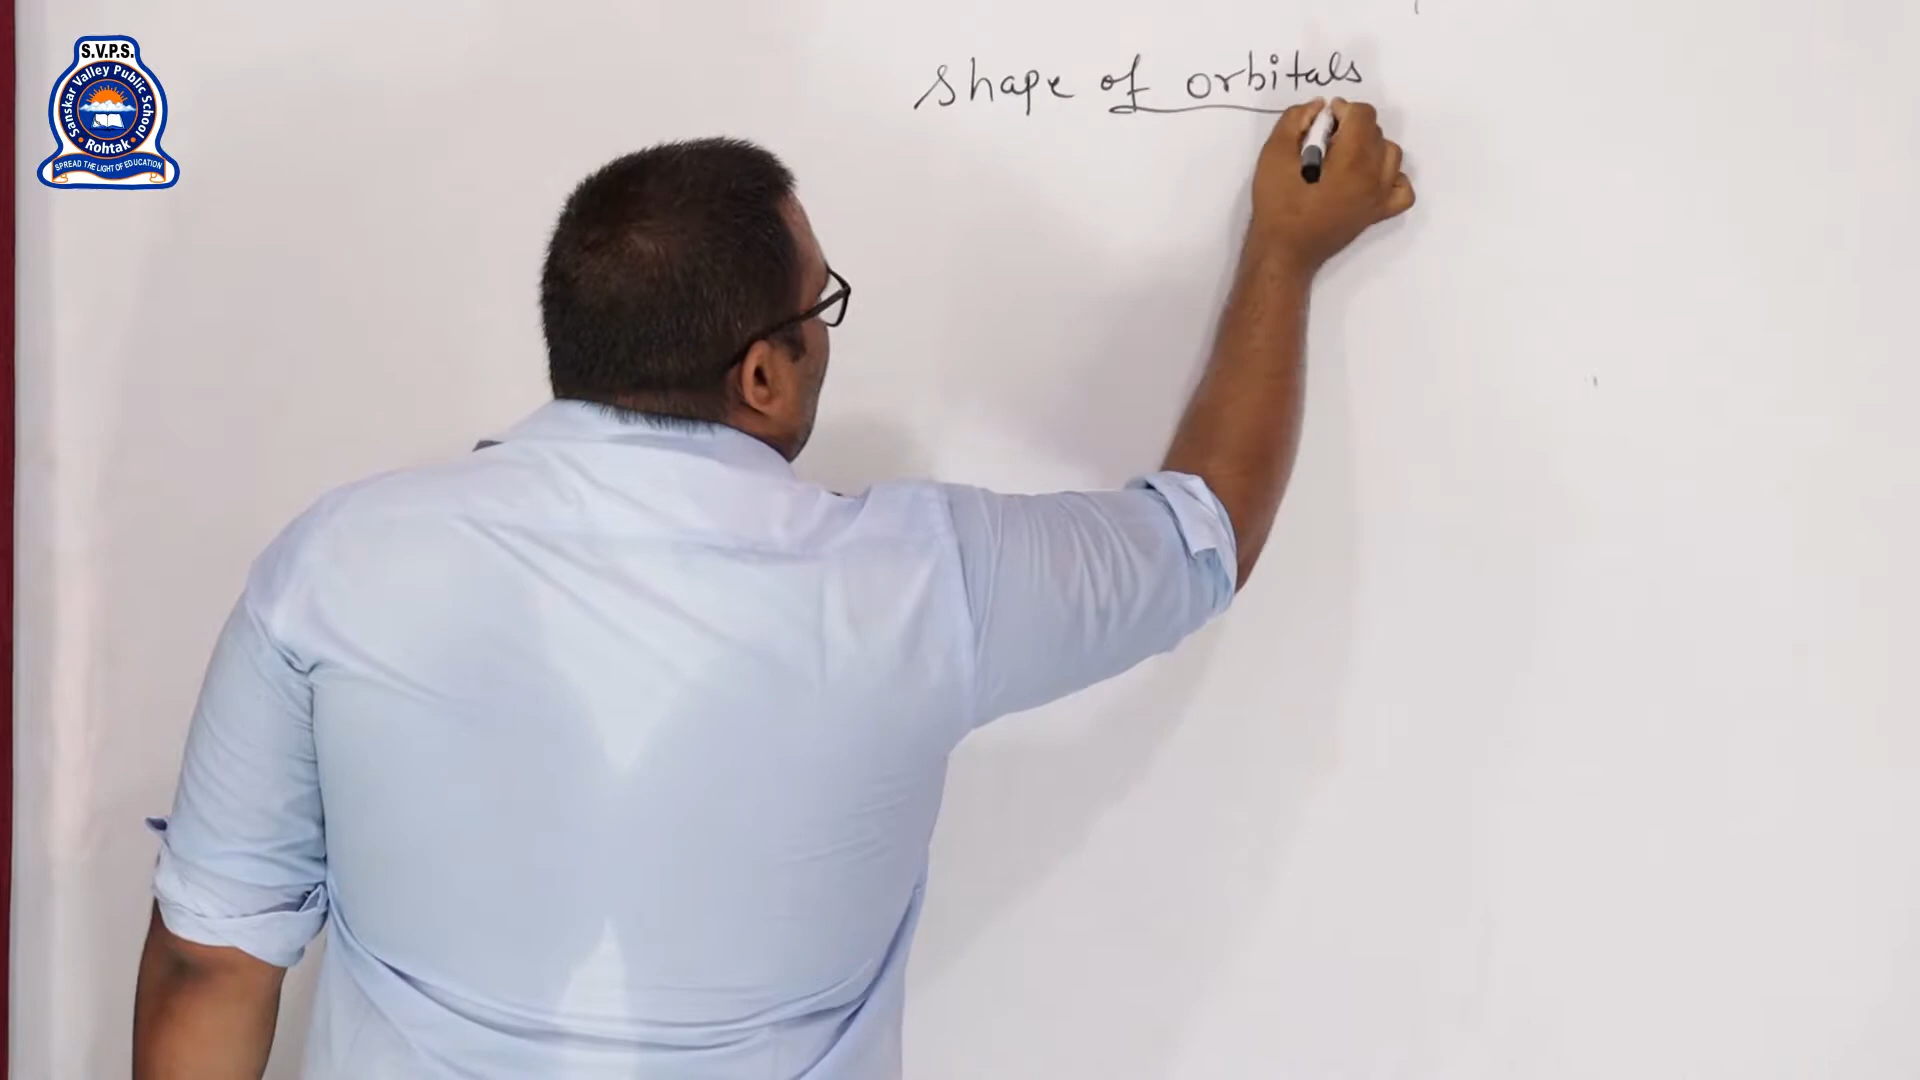 S.V.P.S.
Sanskar Valley Public School
• Rohtak •
SPREAD THE LIGHT OF EDUCATION
shape of orbitals